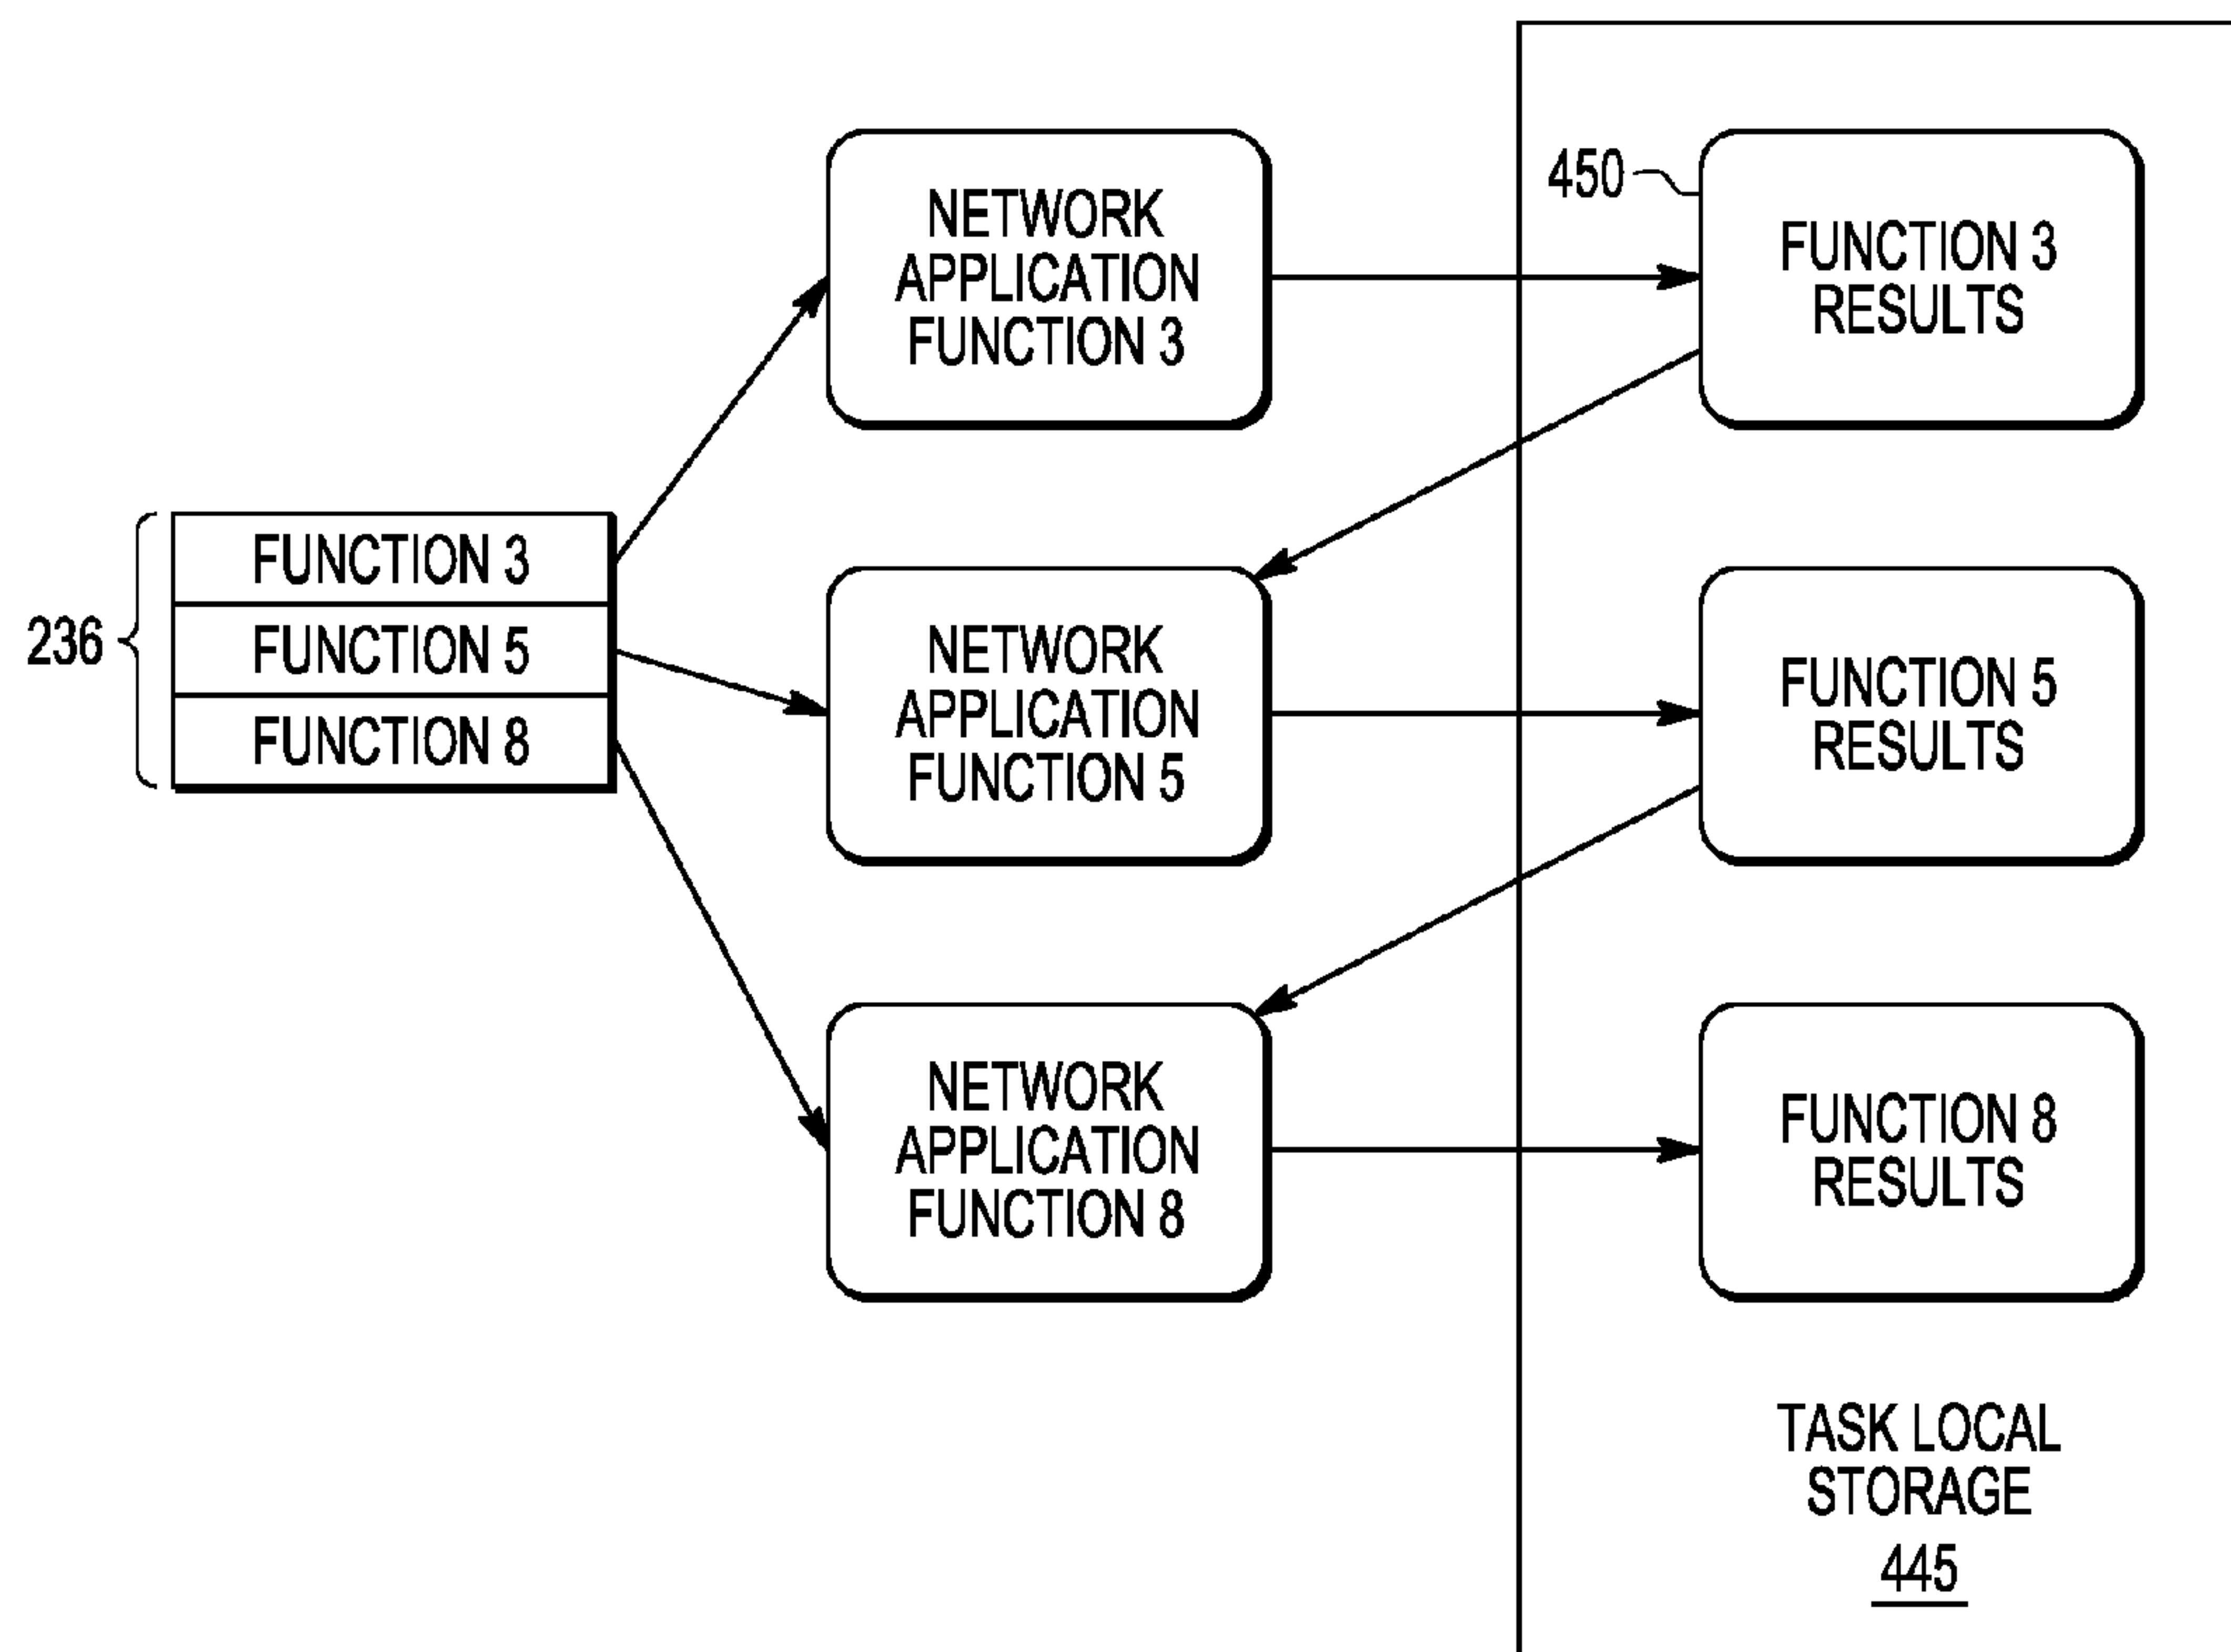 236
FUNCTION 3
FUNCTION 5
FUNCTION 8
NETWORK
APPLICATION
FUNCTION 3
NETWORK
APPLICATION
FUNCTION 5
NETWORK
APPLICATION
FUNCTION 8
450
FUNCTION 3
RESULTS
FUNCTION 5
RESULTS
FUNCTION 8
RESULTS
TASK LOCAL
STORAGE
445